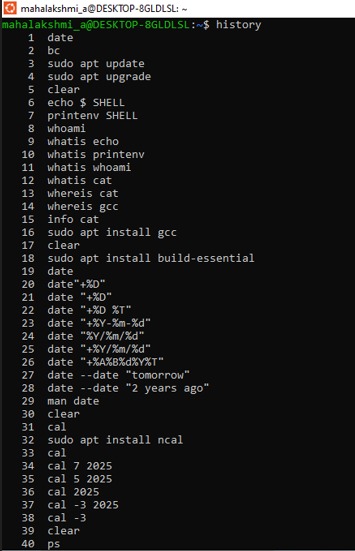 mahalakshmi_a@DESKTOP-8GLDLSL: ~
mahalakshmi_a@DESKTOP-8GLDLSL:~$ history
1 date
2 bc
3 sudo apt update
4 sudo apt upgrade
5 clear
6 echo $ SHELL
7 printenv SHELL
8 whoami
9 whatis echo
10 whatis printenv
11 whatis whoami
12 whatis cat
13 whereis cat
14 whereis gcc
15 info cat
16 sudo apt install gcc
17 clear
18 sudo apt install build-essential
19 date
20 date"+%D"
21 date "+%D"
22 date "+%D %T"
23 date "+%Y-%m-%d"
24 date "%Y/%m/%d"
25 date "+%Y/%m/%d"
26 date "+%A%B%d%Y%T"
27 date --date "tomorrow"
28 date --date "2 years ago"
29 man date
30 clear
31 cal
32 sudo apt install ncal
33 cal
34 cal 7 2025
35 cal 5 2025
36 cal 2025
37 cal -3 2025
38 cal -3
39 clear
40 ps